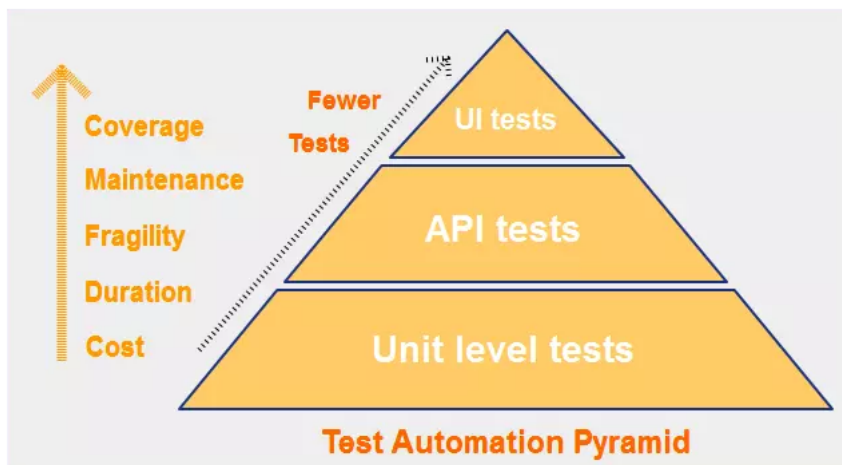 Coverage
Maintenance
Fragility
Duration
Cost
Fewer
Tests
UI tests
API tests
Unit level tests
Test Automation Pyramid